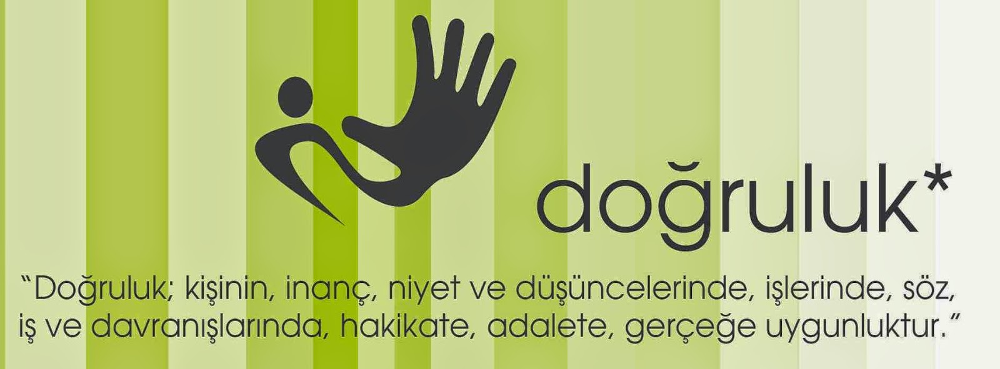 doğruluk*
“Doğruluk; kişinin, inanç, niyet ve düşüncelerinde, işlerinde, söz,
iş ve davranışlarında, hakikate, adalete, gerçeğe uygunluktur.”